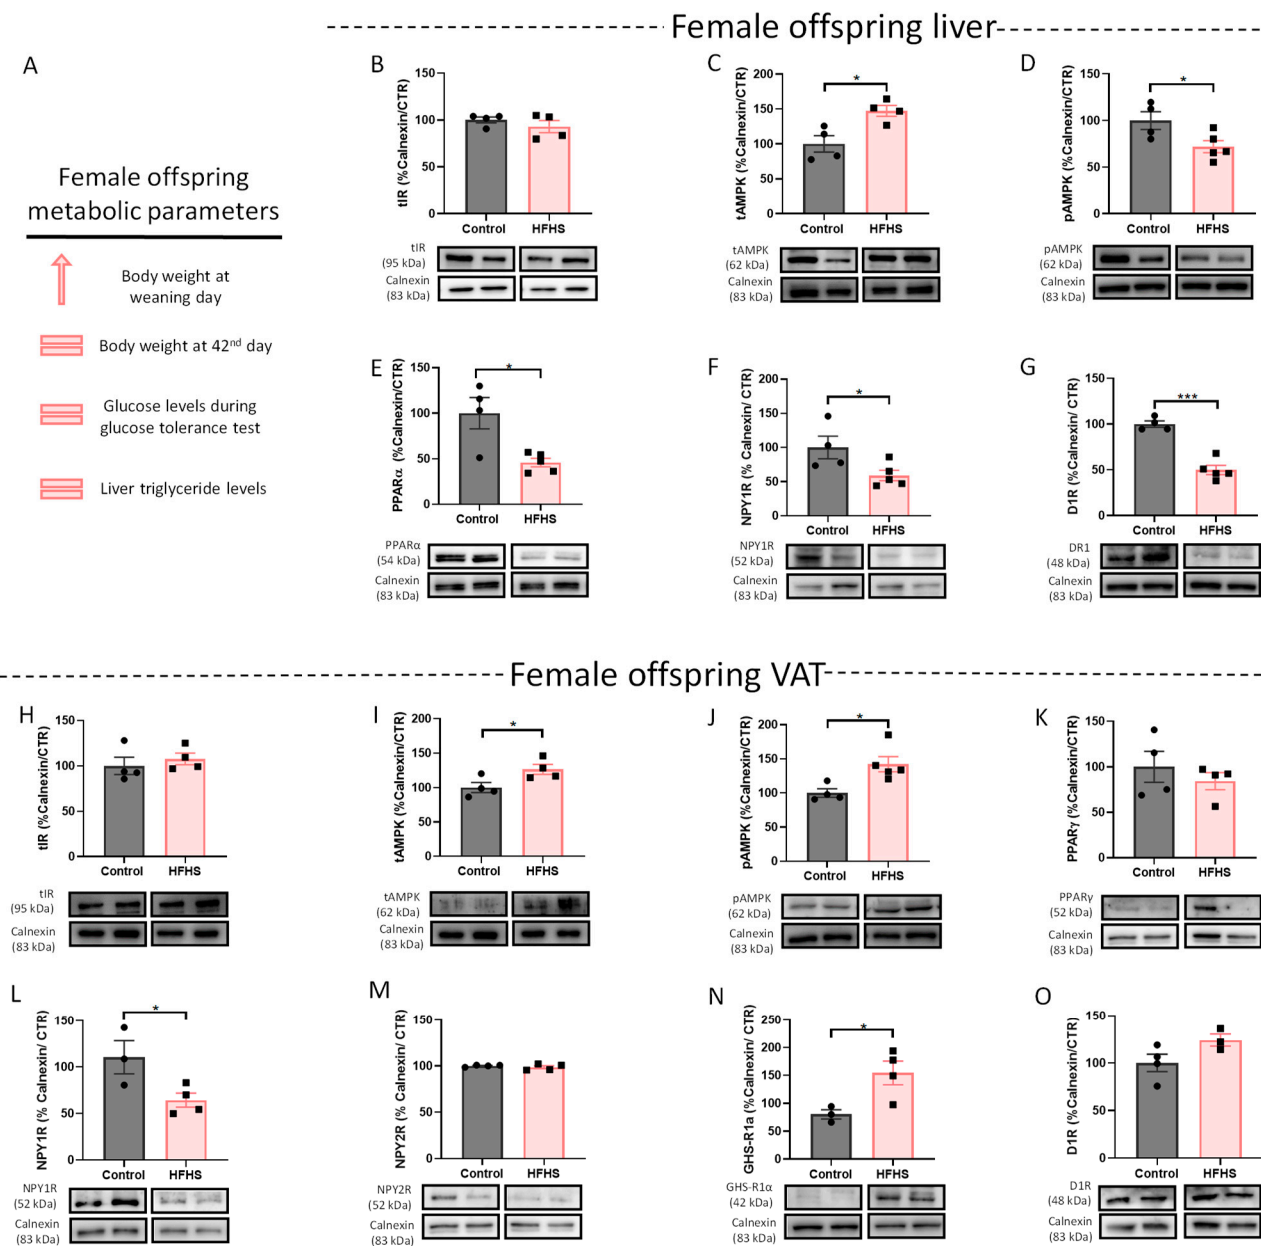 Female offspring liver
A
Female offspring
metabolic parameters
Body weight at
weaning day
Body weight at 42nd day
Glucose levels during
glucose tolerance test
Liver triglyceride levels
B
tIR (%Calnexin/CTR)
150
100
50
0
Control HFHS
tIR
(95 kDa)
Calnexin
(83 kDa)
C
tAMPK (%Calnexin/CTR)
200
150
100
50
0
*
Control HFHS
tAMPK
(62 kDa)
Calnexin
(83 kDa)
D
pAMPK (%Calnexin/CTR)
150
100
50
0
*
Control HFHS
pAMPK
(62 kDa)
Calnexin
(83 kDa)
E
PPARα (%Calnexin/CTR)
150
100
50
0
*
Control HFHS
PPARα
(54 kDa)
Calnexin
(83 kDa)
F
NPY1R (% Calnexin/ CTR)
200
150
100
50
0
*
Control HFHS
NPY1R
(52 kDa)
Calnexin
(83 kDa)
G
D1R (%Calnexin/ CTR)
150
100
50
0
***
Control HFHS
DR1
(48 kDa)
Calnexin
(83 kDa)
Female offspring VAT
H
tIR (%Calnexin/CTR)
150
100
50
0
Control HFHS
tIR
(95 kDa)
Calnexin
(83 kDa)
I
tAMPK (%Calnexin/CTR)
200
150
100
50
0
*
Control HFHS
tAMPK
(62 kDa)
Calnexin
(83 kDa)
J
pAMPK (%Calnexin/CTR)
200
150
100
50
0
*
Control HFHS
pAMPK
(62 kDa)
Calnexin
(83 kDa)
K
PPARγ (%Calnexin/CTR)
150
100
50
0
Control HFHS
PPARγ
(52 kDa)
Calnexin
(83 kDa)
L
NPY1R (% Calnexin/ CTR)
150
100
50
0
*
Control HFHS
NPY1R
(52 kDa)
Calnexin
(83 kDa)
M
NPY2R (% Calnexin/ CTR)
150
100
50
0
Control HFHS
NPY2R
(52 kDa)
Calnexin
(83 kDa)
N
GHS-R1a (%Calnexin/ CTR)
250
200
150
100
50
0
*
Control HFHS
GHS-R1α
(42 kDa)
Calnexin
(83 kDa)
O
D1R (%Calnexin/CTR)
150
100
50
0
Control HFHS
D1R
(48 kDa)
Calnexin
(83 kDa)